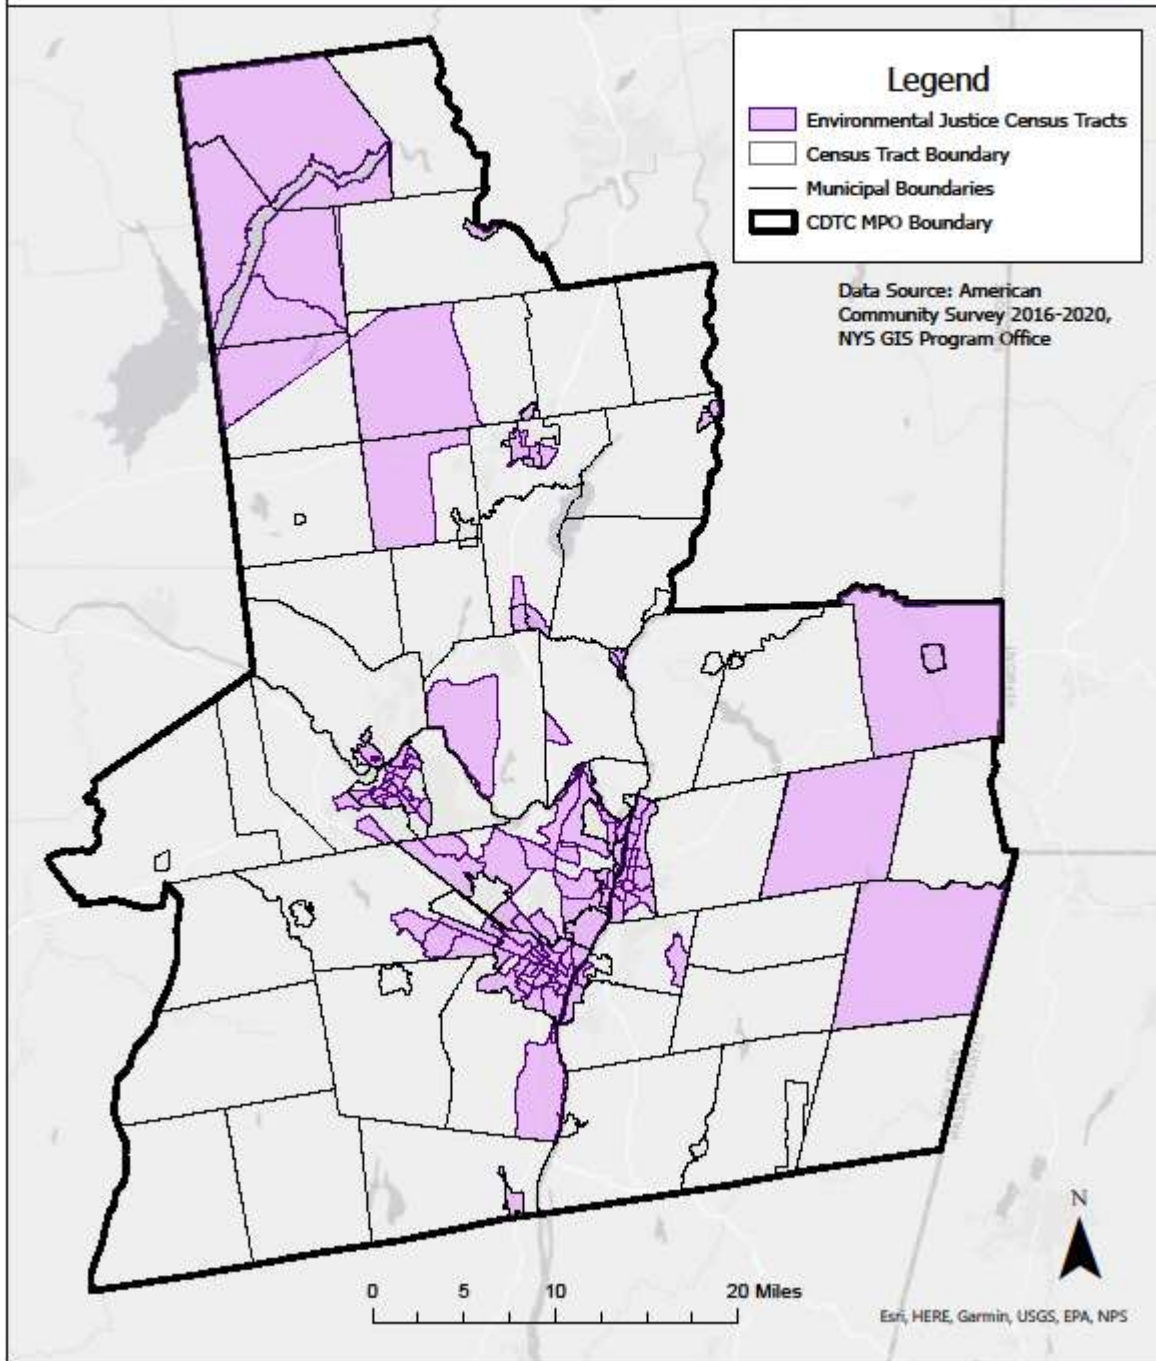 Legend
Environmental Justice Census Tracts
Census Tract Boundary
Municipal Boundaries
CDTC MPO Boundary
Data Source: American
Community Survey 2016-2020,
NYS GIS Program Office
N
0 5 10 20 Miles
Esri, HERE, Garmin, USGS, EPA, NPS